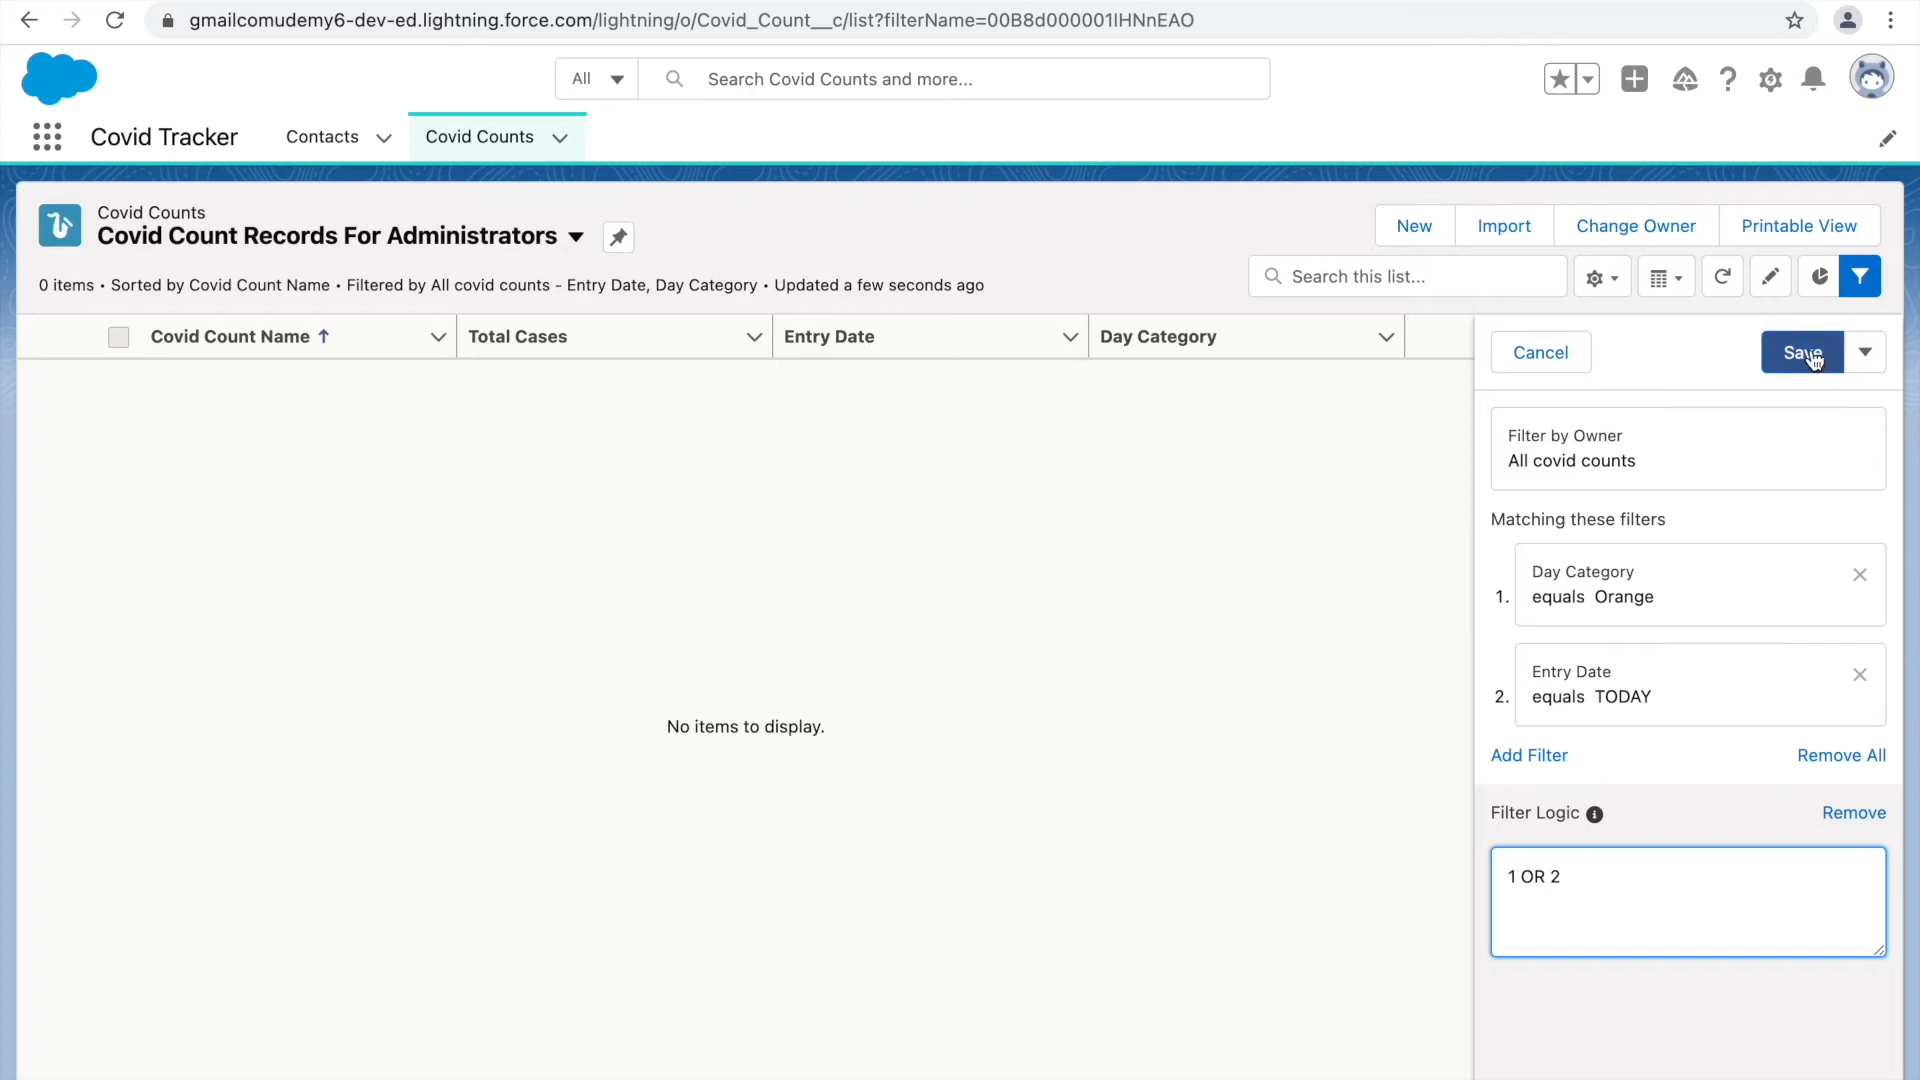 gmailcomudemy6-dev-ed.lightning.force.com/lightning/o/Covid_Count__c/list?filterName=00B8d000001IHNnEAO
All
Search Covid Counts and more...
Covid Tracker
Contacts
Covid Counts
Covid Counts
Covid Count Records For Administrators
New
Import
Change Owner
Printable View
0 items • Sorted by Covid Count Name • Filtered by All covid counts - Entry Date, Day Category • Updated a few seconds ago
Search this list...
Covid Count Name
Total Cases
Entry Date
Day Category
Cancel
Save
Filter by Owner
All covid counts
Matching these filters
1.
Day Category
equals Orange
2.
Entry Date
equals TODAY
No items to display.
Add Filter
Remove All
Filter Logic
Remove
1 OR 2